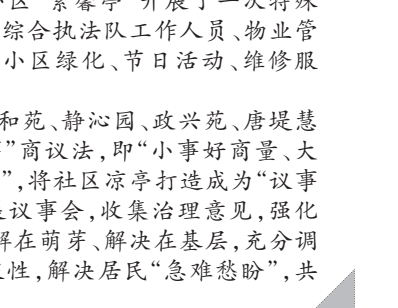 区“素馨亭”开展了一次特殊
综合执法队工作人员、物业管
小区绿化、节日活动、维修服
和苑、静沁园、政兴苑、唐堤慧
”商议法,即“小事好商量、大
”,将社区凉亭打造成为“议事
议事会,收集治理意见,强化
解在萌芽、解决在基层,充分调
性,解决居民“急难愁盼”,共